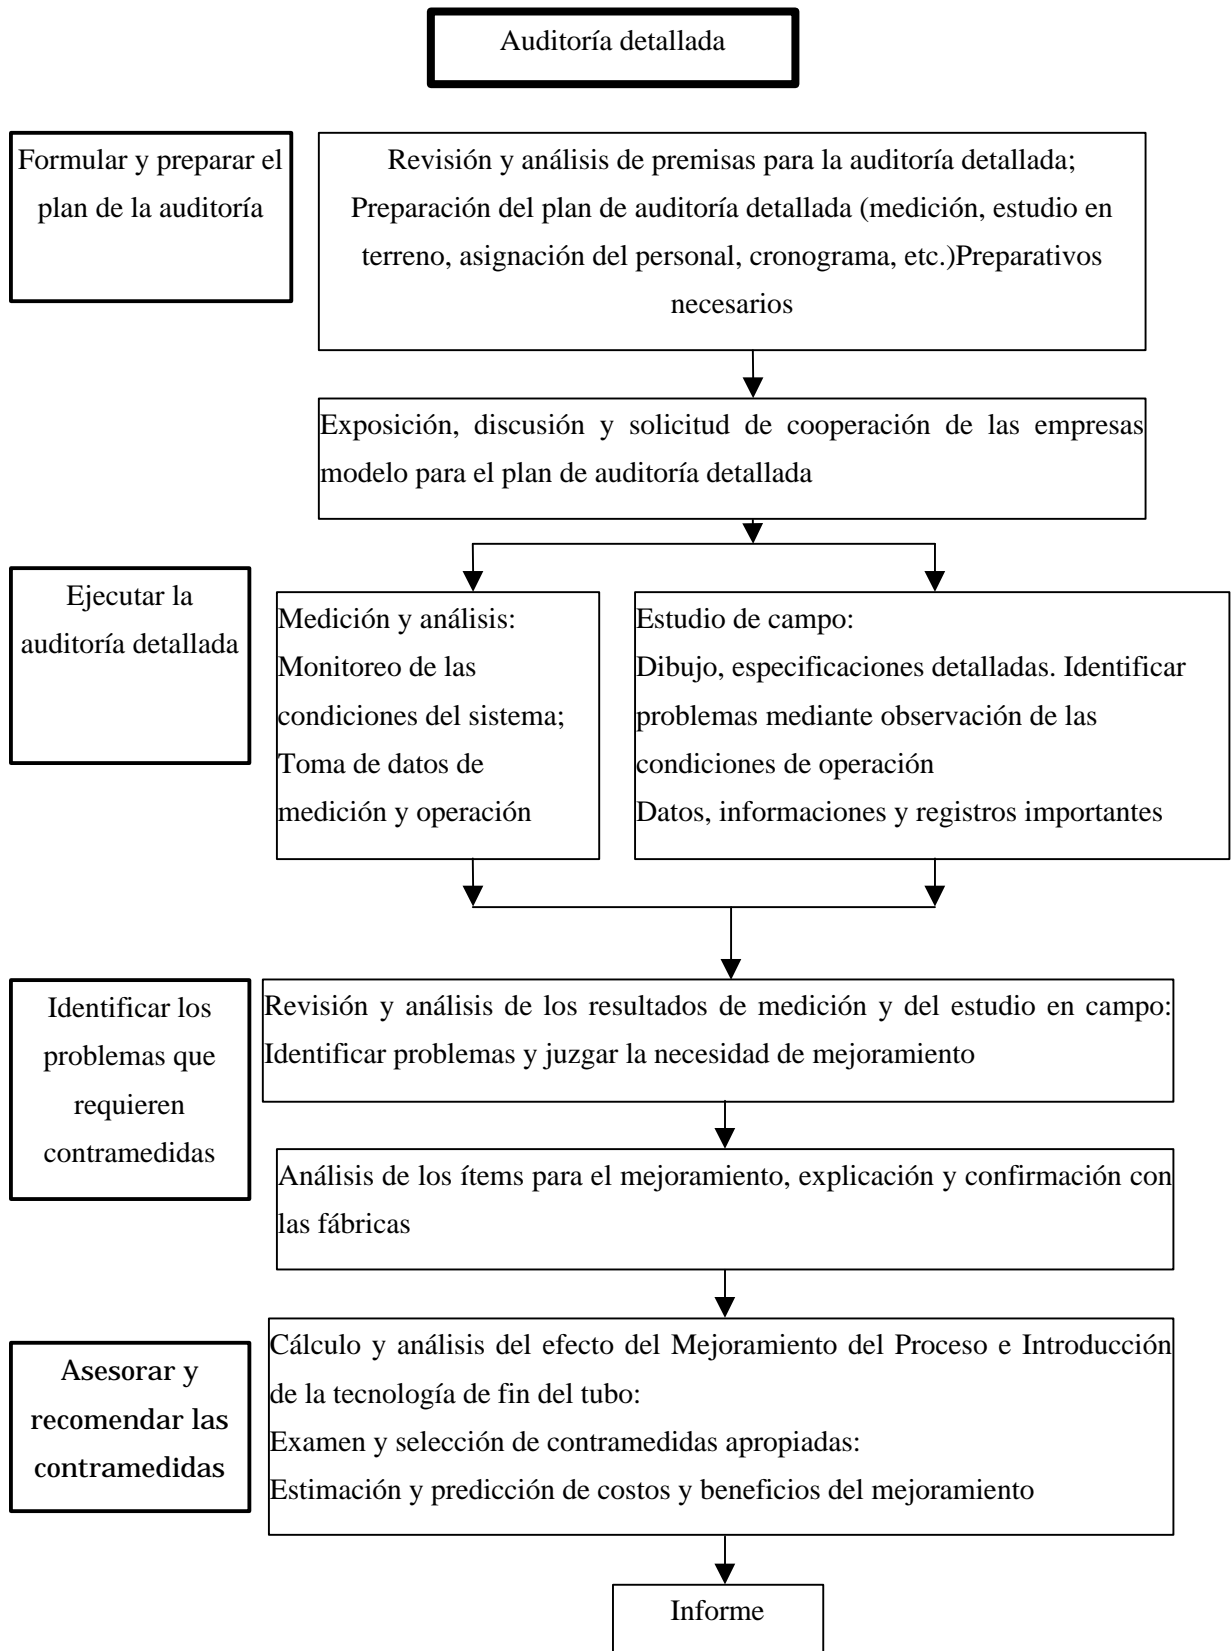 Auditoría detallada
Formular y preparar el
plan de la auditoría
Revisión y análisis de premisas para la auditoría detallada;
Preparación del plan de auditoría detallada (medición, estudio en
terreno, asignación del personal, cronograma, etc.)Preparativos
necesarios
Exposición, discusión y solicitud de cooperación de las empresas
modelo para el plan de auditoría detallada
Ejecutar la
auditoría detallada
Medición y análisis:
Monitoreo de las
condiciones del sistema;
Toma de datos de
medición y operación
Estudio de campo:
Dibujo, especificaciones detalladas. Identificar
problemas mediante observación de las
condiciones de operación
Datos, informaciones y registros importantes
Identificar los
problemas que
requieren
contramedidas
Revisión y análisis de los resultados de medición y del estudio en campo:
Identificar problemas y juzgar la necesidad de mejoramiento
Análisis de los ítems para el mejoramiento, explicación y confirmación con
las fábricas
Asesorar y
recomendar las
contramedidas
Cálculo y análisis del efecto del Mejoramiento del Proceso e Introducción
de la tecnología de fin del tubo:
Examen y selección de contramedidas apropiadas:
Estimación y predicción de costos y beneficios del mejoramiento
Informe